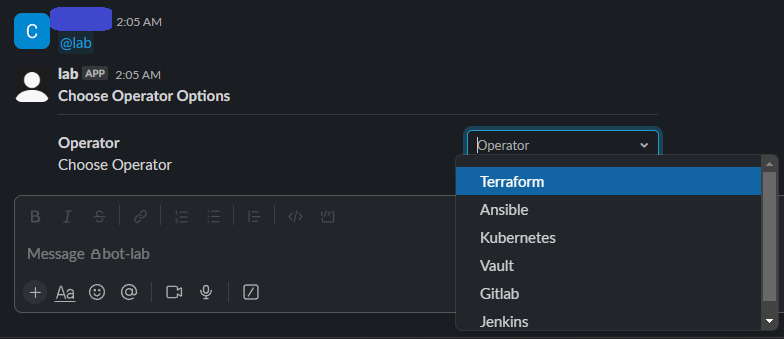 C
2:05 AM
@lab
lab APP 2:05 AM
Choose Operator Options
Operator
Choose Operator
Operator
Terraform
Ansible
Kubernetes
Vault
Gitlab
Jenkins
B I S
Message bot-lab
+ Aa @